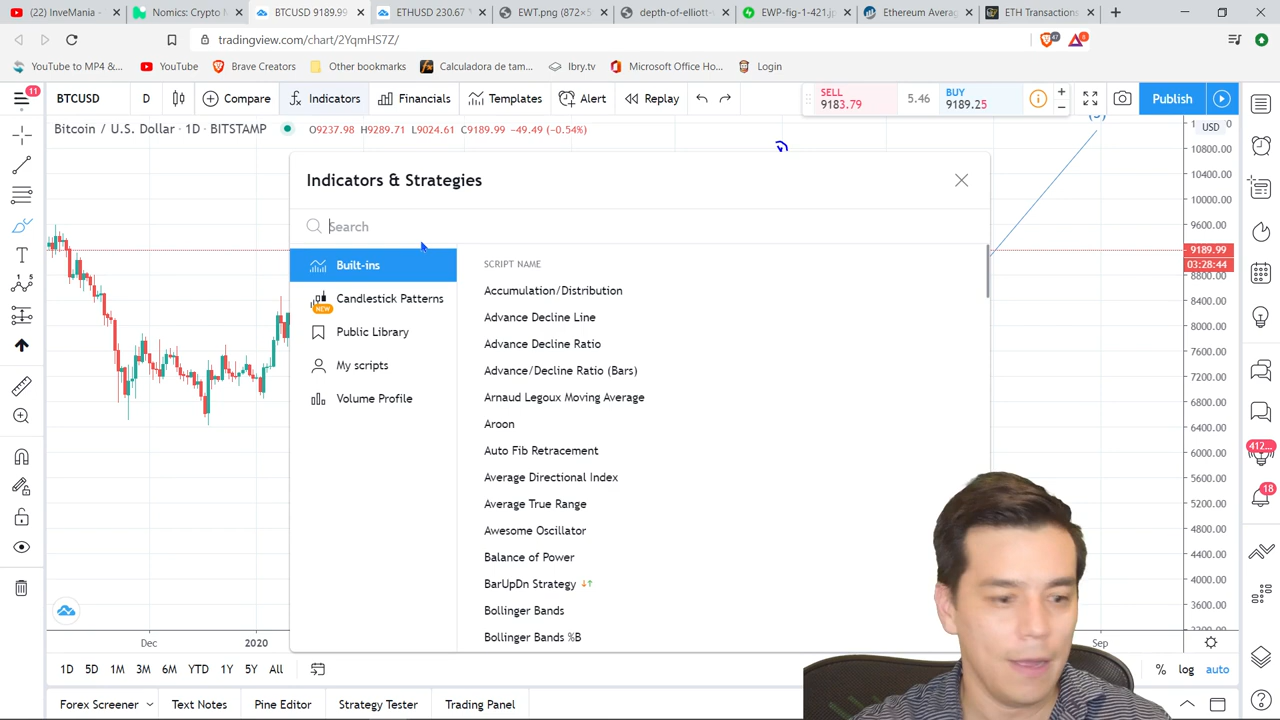 InveMania - YouTube
Nomics: Crypto M
BTCUSD 9189.99
ETHUSD 220.67
EWT.png (872×5
depth-of-elliott-
EWP-fig-1-421.jp
Ethereum Average
ETH Transactions
tradingview.com/chart/2YqmHS7Z/
47
8
YouTube to MP4 &...
YouTube
Brave Creators
Other bookmarks
Calculadora de tam...
lbry.tv
Microsoft Office Ho...
Login
11
BTCUSD
D
Compare
Indicators
Financials
Templates
Alert
Replay
SELL
9183.79
5.46
BUY
9189.25
Publish
Bitcoin / U.S. Dollar · 1D · BITSTAMP
O9237.98 H9289.71 L9024.61 C9189.99 −49.49 (−0.54%)
USD
Indicators & Strategies
Search
Built-ins
Candlestick Patterns
NEW
Public Library
My scripts
Volume Profile
SCRIPT NAME
Accumulation/Distribution
Advance Decline Line
Advance Decline Ratio
Advance/Decline Ratio (Bars)
Arnaud Legoux Moving Average
Aroon
Auto Fib Retracement
Average Directional Index
Average True Range
Awesome Oscillator
Balance of Power
BarUpDn Strategy
Bollinger Bands
Bollinger Bands %B
10800.00
10400.00
10000.00
9600.00
9189.99
03:28:44
8800.00
8400.00
8000.00
7600.00
7200.00
6800.00
6400.00
6000.00
5600.00
5200.00
4800.00
4400.00
4000.00
3600.00
412...
18
Dec
2020
Sep
1D
5D
1M
3M
6M
YTD
1Y
5Y
All
%
log
auto
Forex Screener
Text Notes
Pine Editor
Strategy Tester
Trading Panel